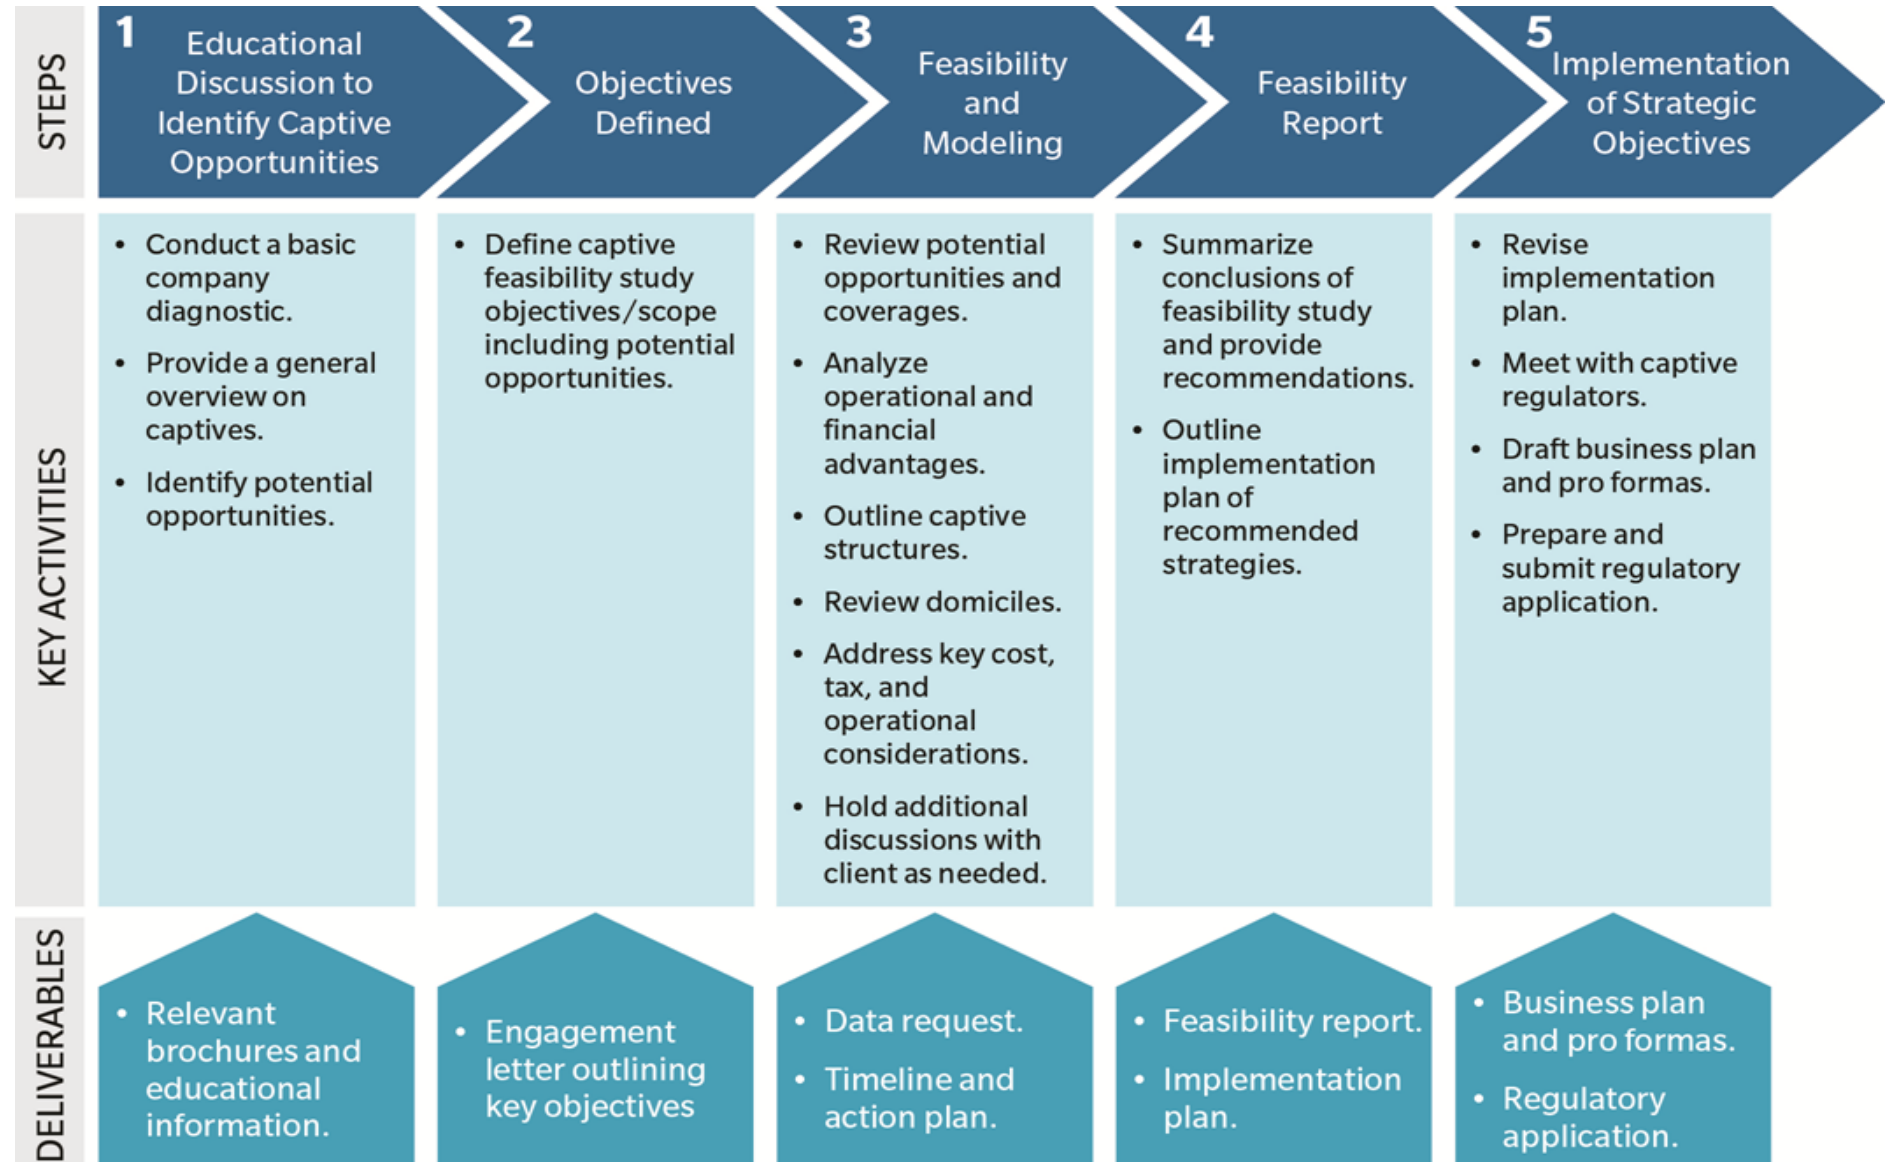 STEPS
1
Educational
Discussion to
Identify Captive
Opportunities
2
Objectives
Defined
3
Feasibility
and
Modeling
4
Feasibility
Report
5
Implementation
of Strategic
Objectives
KEY ACTIVITIES
• Conduct a basic
company
diagnostic.
• Provide a general
overview on
captives.
• Identify potential
opportunities.
• Define captive
feasibility study
objectives/scope
including potential
opportunities.
• Review potential
opportunities and
coverages.
• Analyze
operational and
financial
advantages.
• Outline captive
structures.
• Review domiciles.
• Address key cost,
tax, and
operational
considerations.
• Hold additional
discussions with
client as needed.
• Summarize
conclusions of
feasibility study
and provide
recommendations.
• Outline
implementation
plan of
recommended
strategies.
• Revise
implementation
plan.
• Meet with captive
regulators.
• Draft business plan
and pro formas.
• Prepare and
submit regulatory
application.
DELIVERABLES
• Relevant
brochures and
educational
information.
• Engagement
letter outlining
key objectives
• Data request.
• Timeline and
action plan.
• Feasibility report.
• Implementation
plan.
• Business plan
and pro formas.
• Regulatory
application.